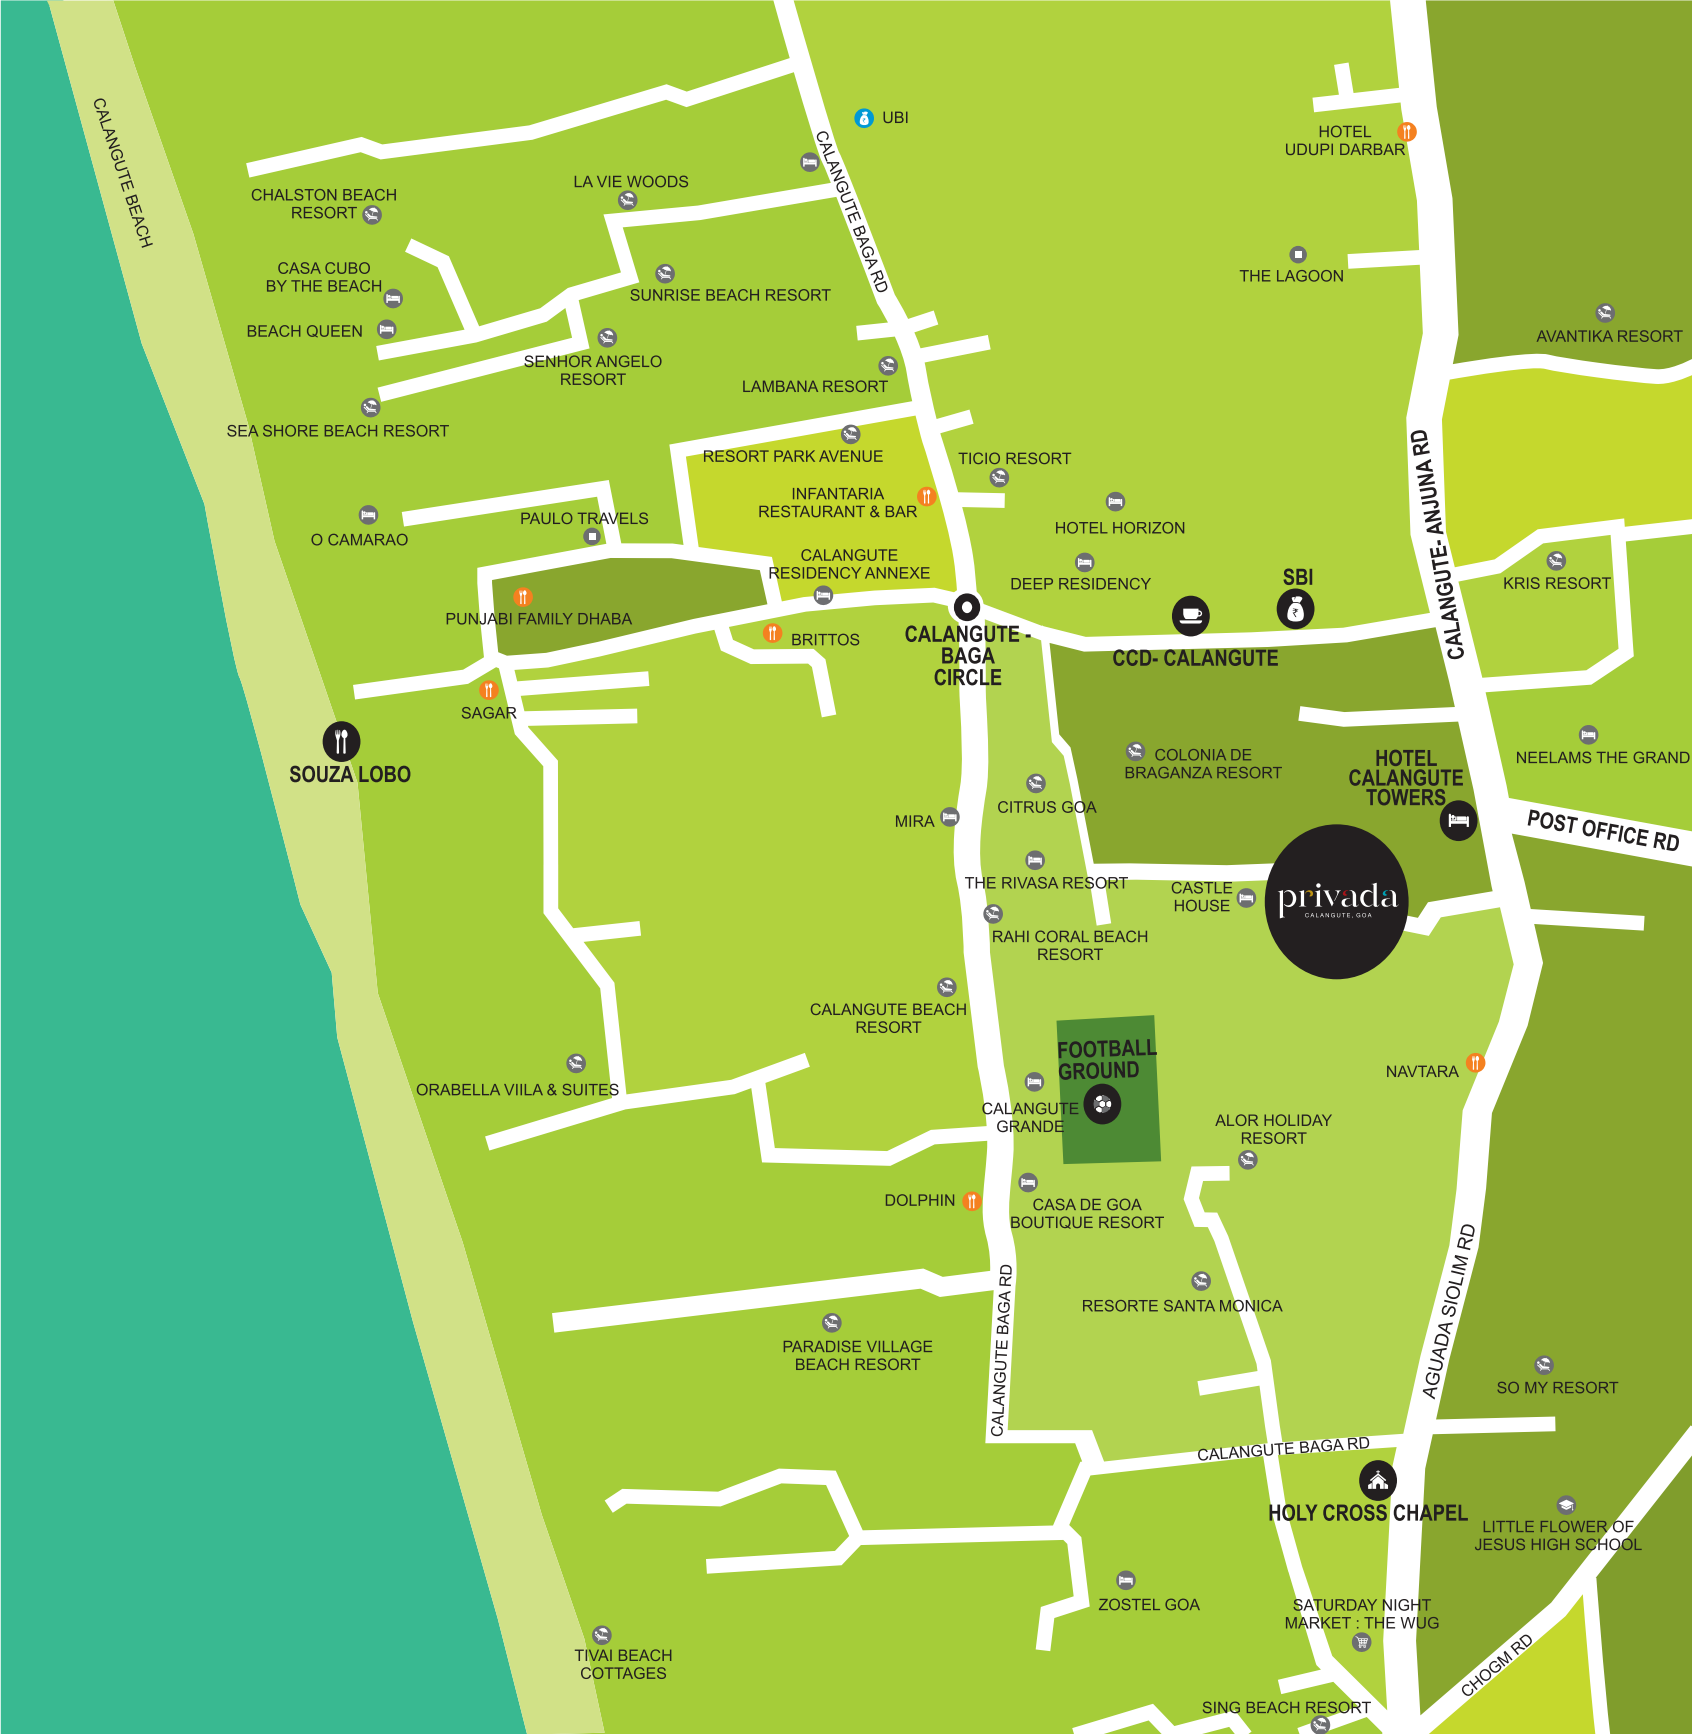 CALANGUTE BEACH
UBI
HOTEL
UDUPI DARBAR
CALANGUTE BAGA RD
LA VIE WOODS
CHALSTON BEACH
RESORT
CASA CUBO
BY THE BEACH
SUNRISE BEACH RESORT
THE LAGOON
BEACH QUEEN
SENHOR ANGELO
RESORT
AVANTIKA RESORT
LAMBANA RESORT
SEA SHORE BEACH RESORT
RESORT PARK AVENUE
TICIO RESORT
CALANGUTE- ANJUNA RD
INFANTARIA
RESTAURANT & BAR
PAULO TRAVELS
O CAMARAO
HOTEL HORIZON
CALANGUTE
RESIDENCY ANNEXE
DEEP RESIDENCY
SBI
KRIS RESORT
PUNJABI FAMILY DHABA
BRITTOS
CALANGUTE -
BAGA
CIRCLE
CCD- CALANGUTE
SAGAR
SOUZA LOBO
COLONIA DE
BRAGANZA RESORT
HOTEL
CALANGUTE
TOWERS
NEELAMS THE GRAND
CITRUS GOA
MIRA
POST OFFICE RD
THE RIVASA RESORT
CASTLE
HOUSE
privada
CALANGUTE, GOA
RAHI CORAL BEACH
RESORT
CALANGUTE BEACH
RESORT
FOOTBALL
GROUND
NAVTARA
ORABELLA VIILA & SUITES
CALANGUTE
GRANDE
ALOR HOLIDAY
RESORT
DOLPHIN
CASA DE GOA
BOUTIQUE RESORT
AGUADA SIOLIM RD
CALANGUTE BAGA RD
RESORTE SANTA MONICA
PARADISE VILLAGE
BEACH RESORT
SO MY RESORT
CALANGUTE BAGA RD
HOLY CROSS CHAPEL
LITTLE FLOWER OF
JESUS HIGH SCHOOL
ZOSTEL GOA
SATURDAY NIGHT
MARKET : THE WUG
TIVAI BEACH
COTTAGES
CHOGM RD
SING BEACH RESORT